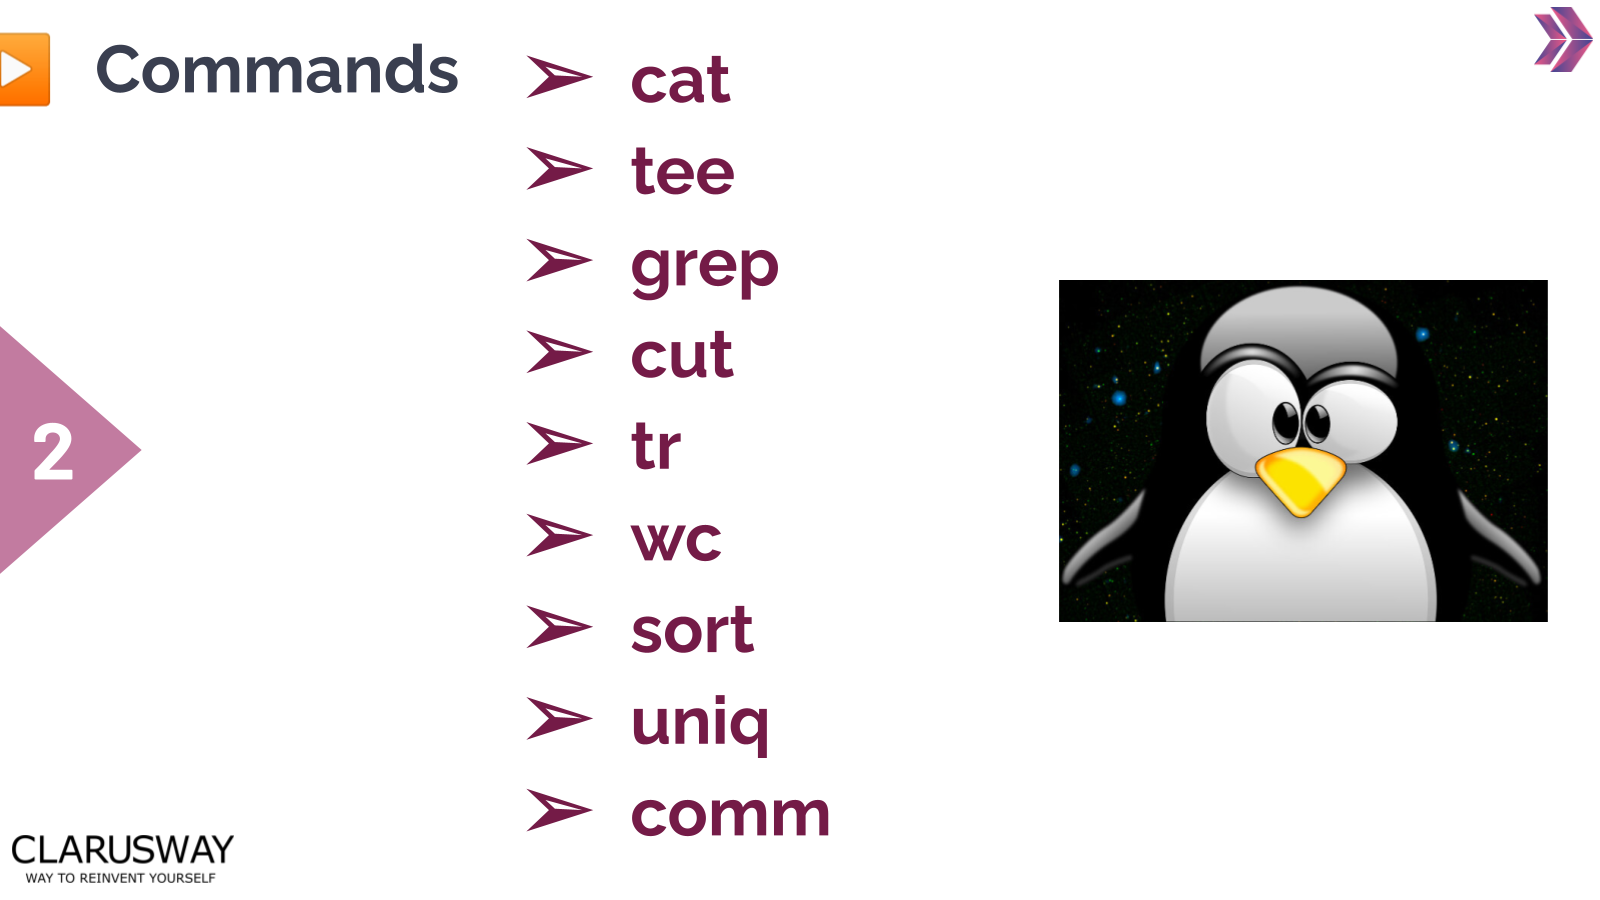 Commands
cat
tee
grep
cut
tr
wc
sort
uniq
comm
2
CLARUSWAY
WAY TO REINVENT YOURSELF